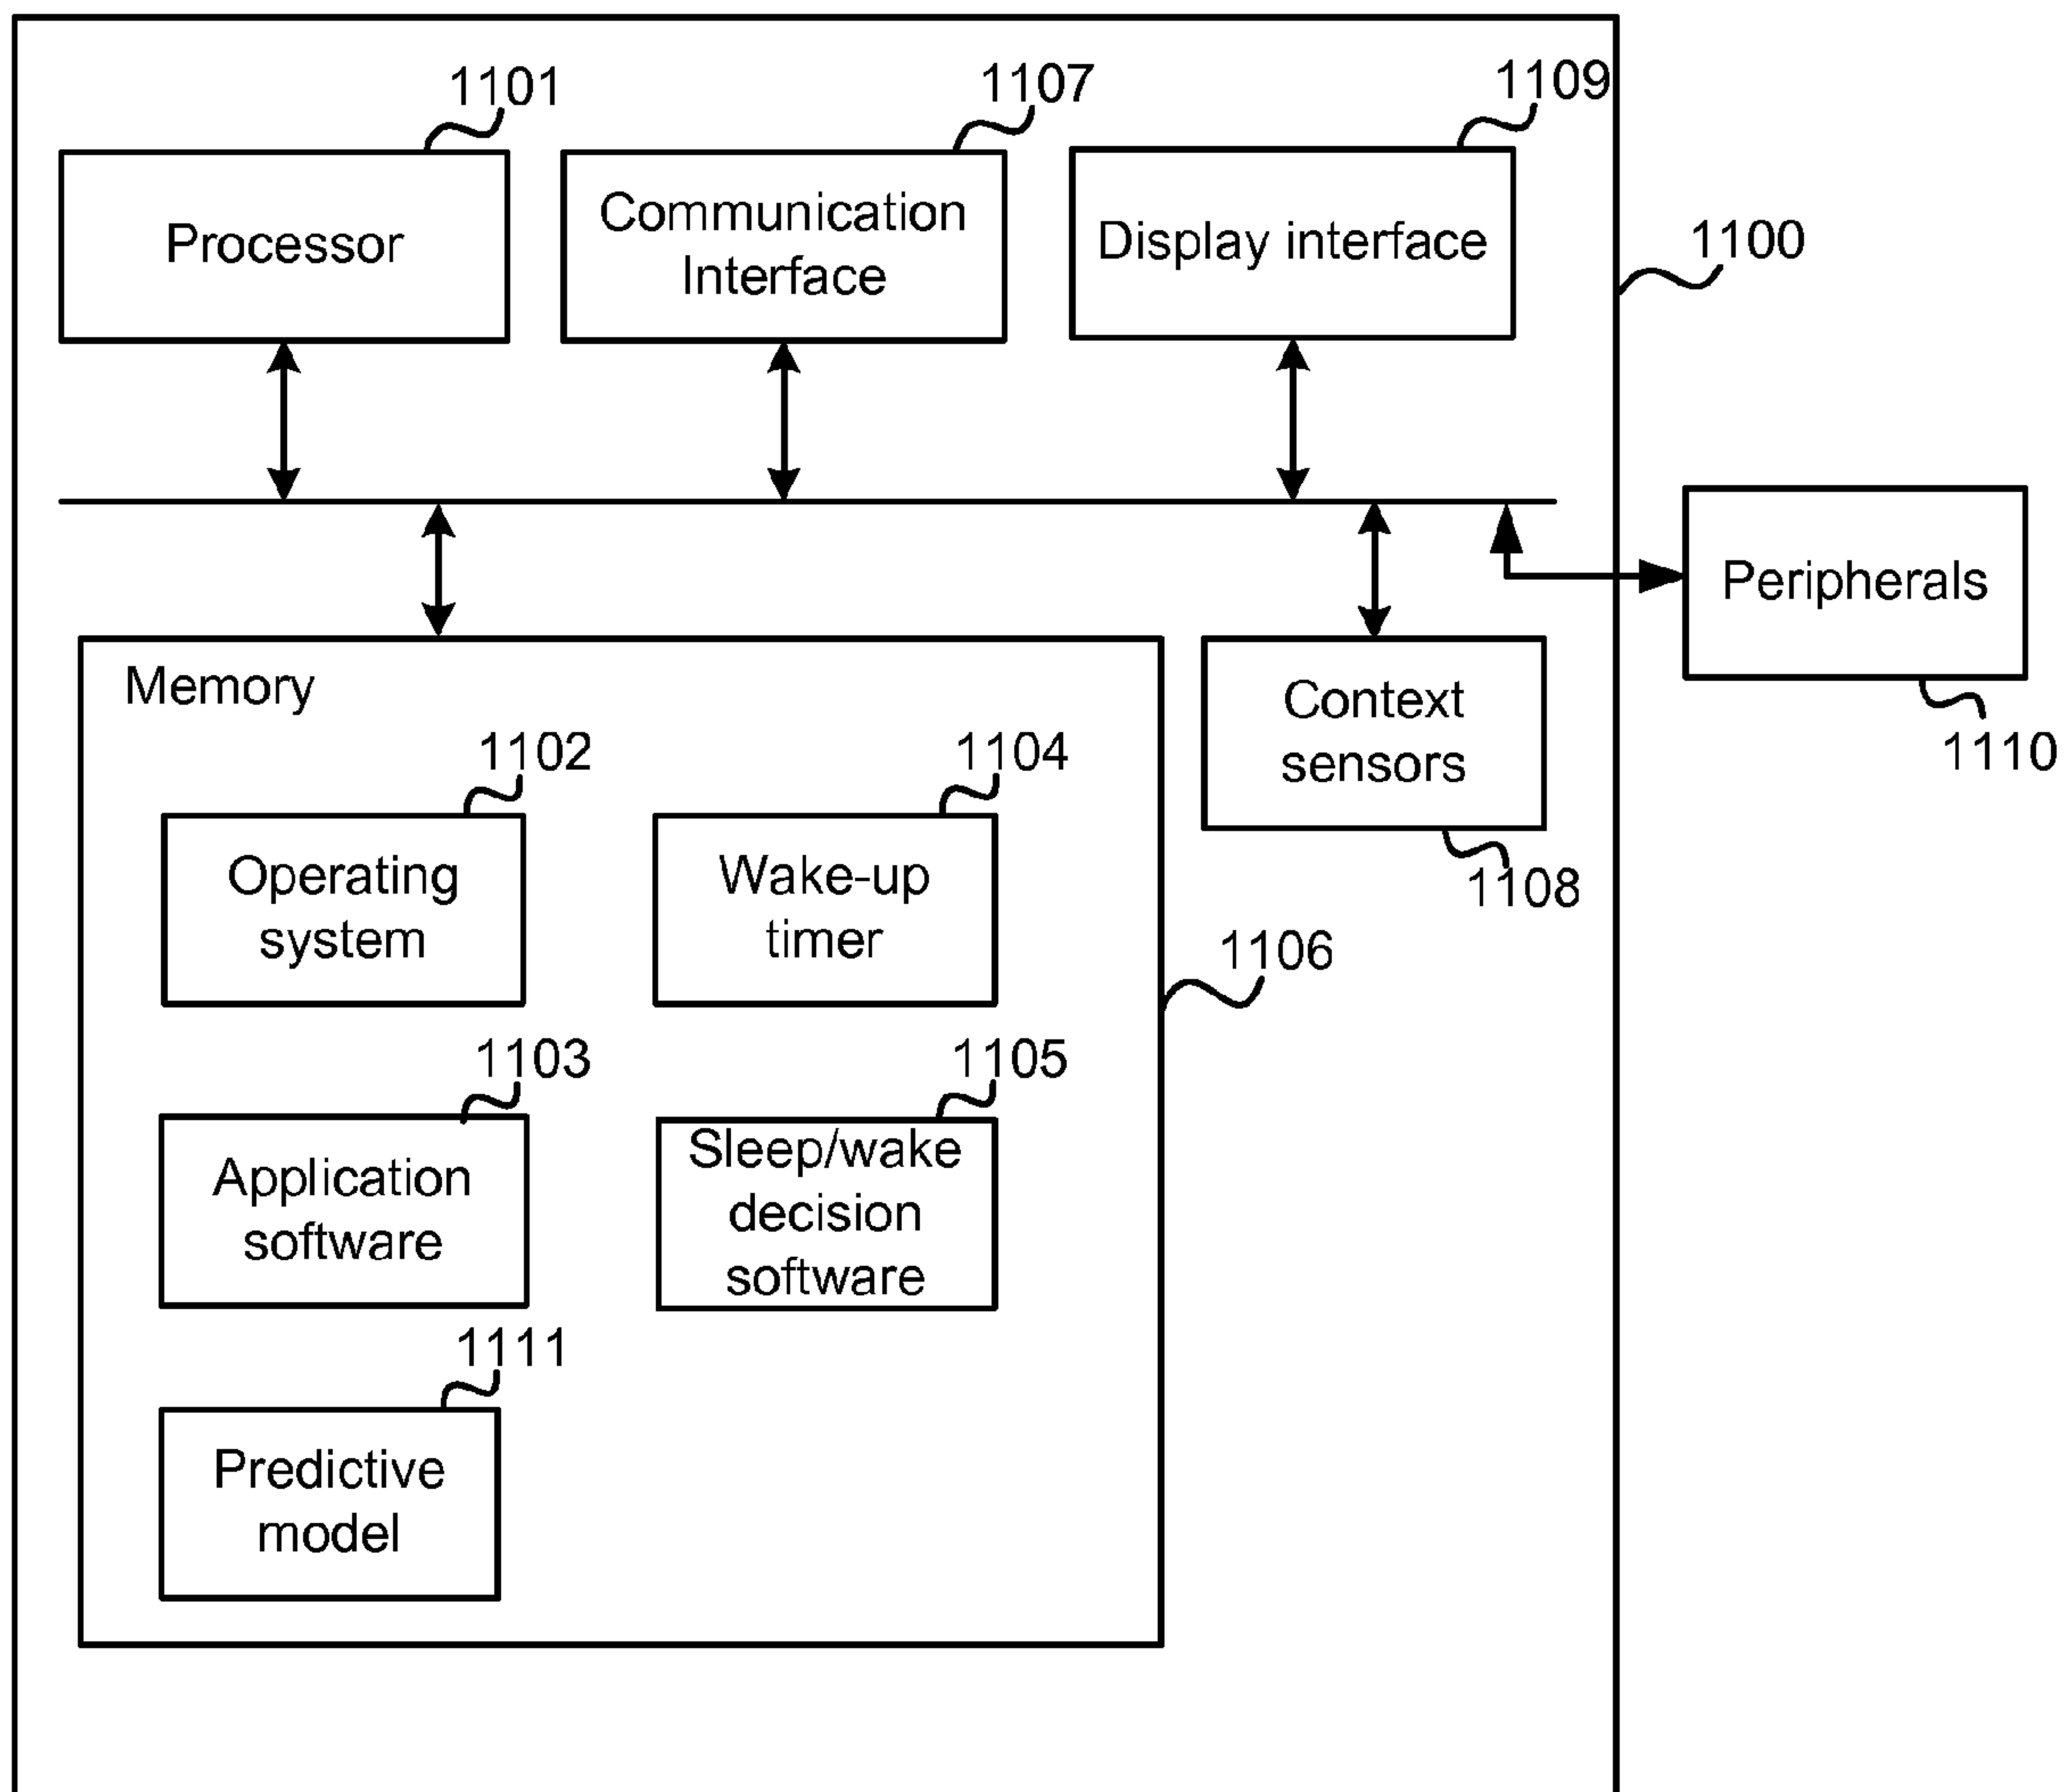 1101
1107
1109
Processor
Communication
Interface
Display interface
1100
Peripherals
1110
Memory
Context
sensors
1108
1102
1104
Operating
system
Wake-up
timer
1106
1103
1105
Application
software
Sleep/wake
decision
software
1111
Predictive
model